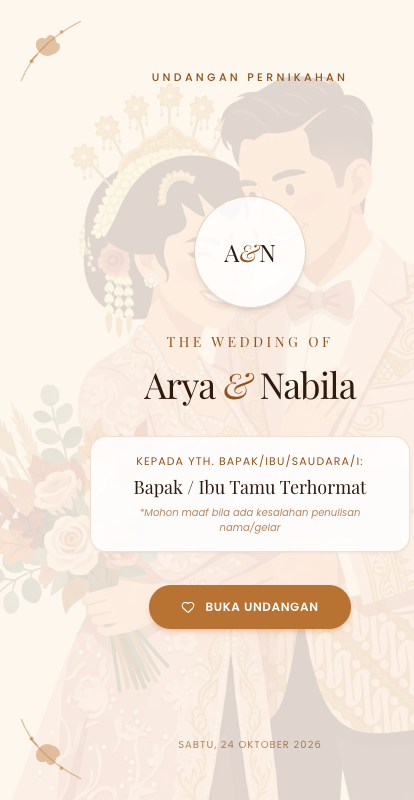 UNDANGAN PERNIKAHAN
A&N
THE WEDDING OF
Arya & Nabila
KEPADA YTH. BAPAK/IBU/SAUDARA/I:
Bapak / Ibu Tamu Terhormat
*Mohon maaf bila ada kesalahan penulisan
nama/gelar
BUKA UNDANGAN
SABTU, 24 OKTOBER 2026